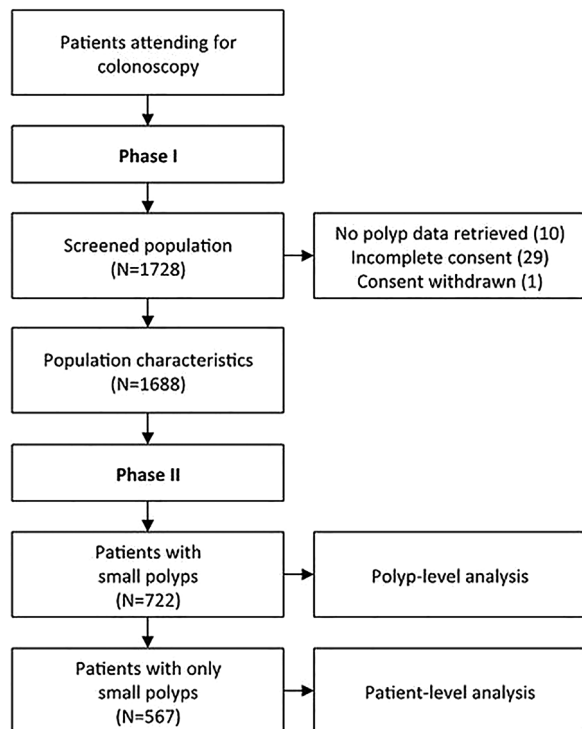 Patients attending for
colonoscopy
Phase I
Screened population
(N=1728)
No polyp data retrieved (10)
Incomplete consent (29)
Consent withdrawn (1)
Population characteristics
(N=1688)
Phase II
Patients with
small polyps
(N=722)
Polyp-level analysis
Patients with only
small polyps
(N=567)
Patient-level analysis